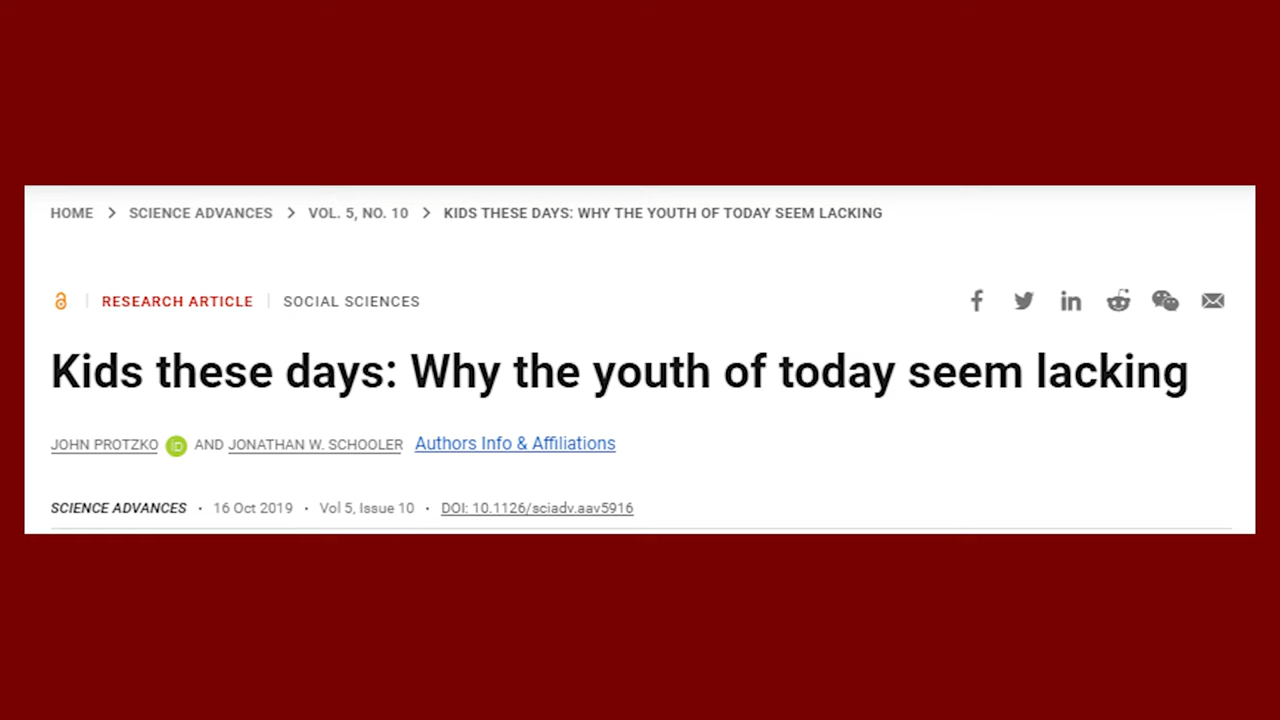 HOME > SCIENCE ADVANCES > VOL. 5, NO. 10 > KIDS THESE DAYS: WHY THE YOUTH OF TODAY SEEM LACKING
RESEARCH ARTICLE | SOCIAL SCIENCES
Kids these days: Why the youth of today seem lacking
JOHN PROTZKO iD AND JONATHAN W. SCHOOLER Authors Info & Affiliations
SCIENCE ADVANCES · 16 Oct 2019 · Vol 5, Issue 10 · DOI: 10.1126/sciadv.aav5916